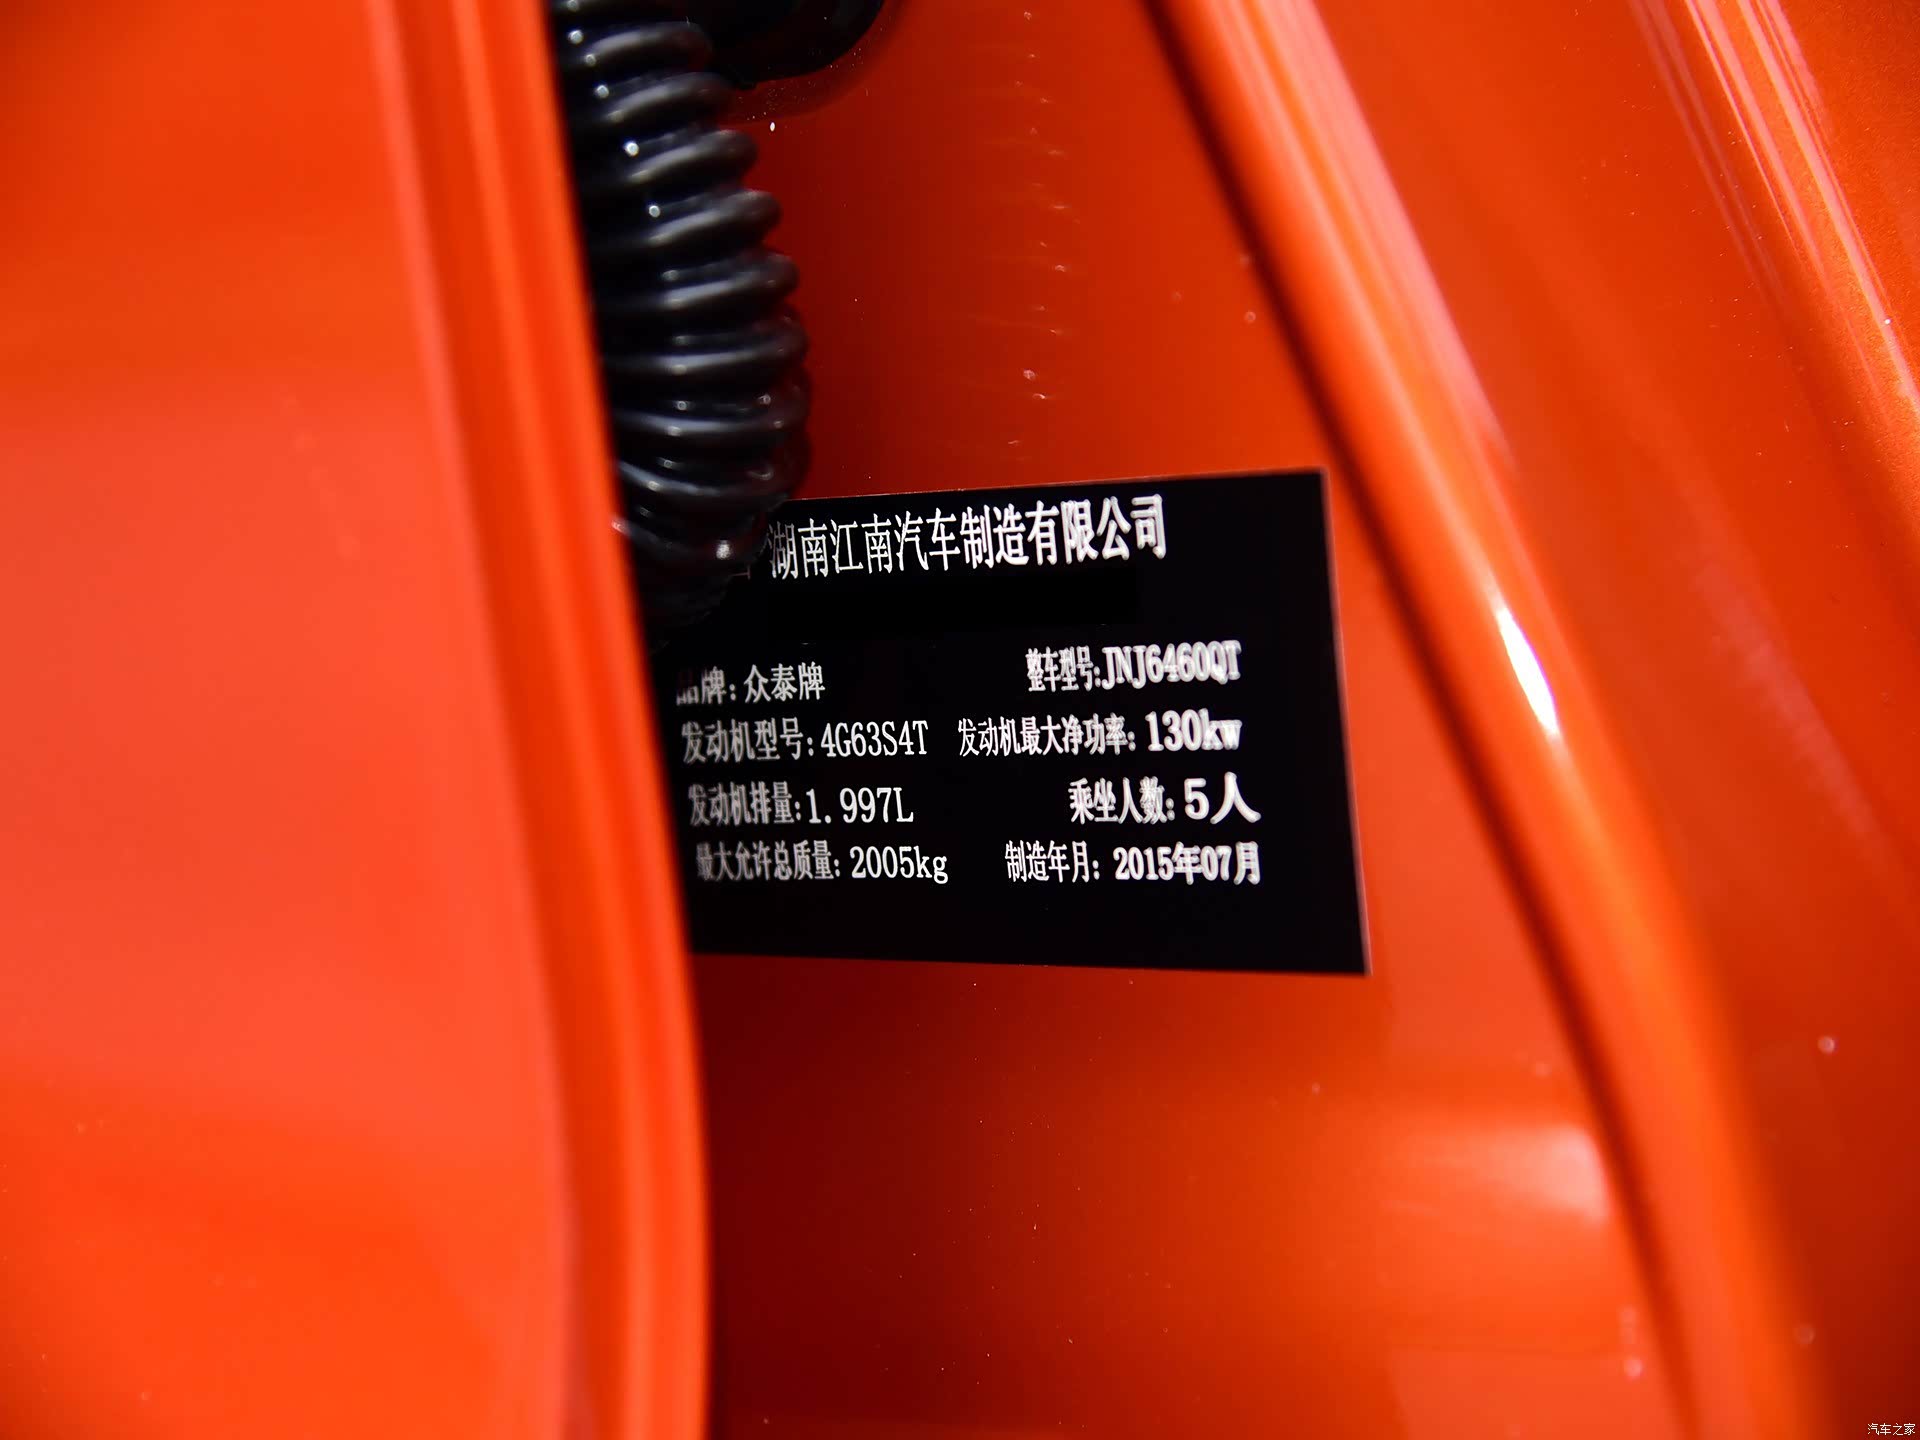 湖南江南汽车制造有限公司
品牌:众泰牌 整车型号:JNJ6460QT
发动机型号:4G63S4T 发动机最大净功率:130kw
发动机排量:1.997L 乘坐人数:5人
最大允许总质量:2005kg 制造年月:2015年07月
汽车之家